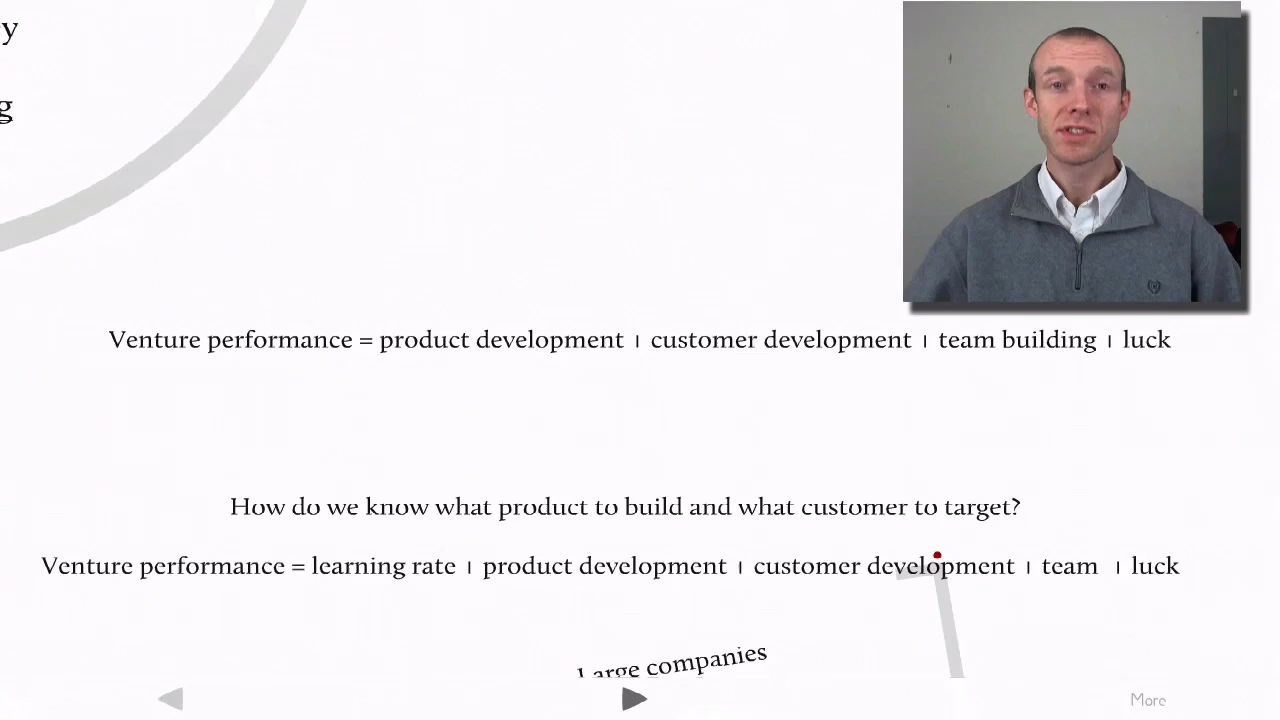 y
g
Venture performance = product development + customer development + team building + luck
How do we know what product to build and what customer to target?
Venture performance = learning rate + product development + customer development + team + luck
Large companies
More